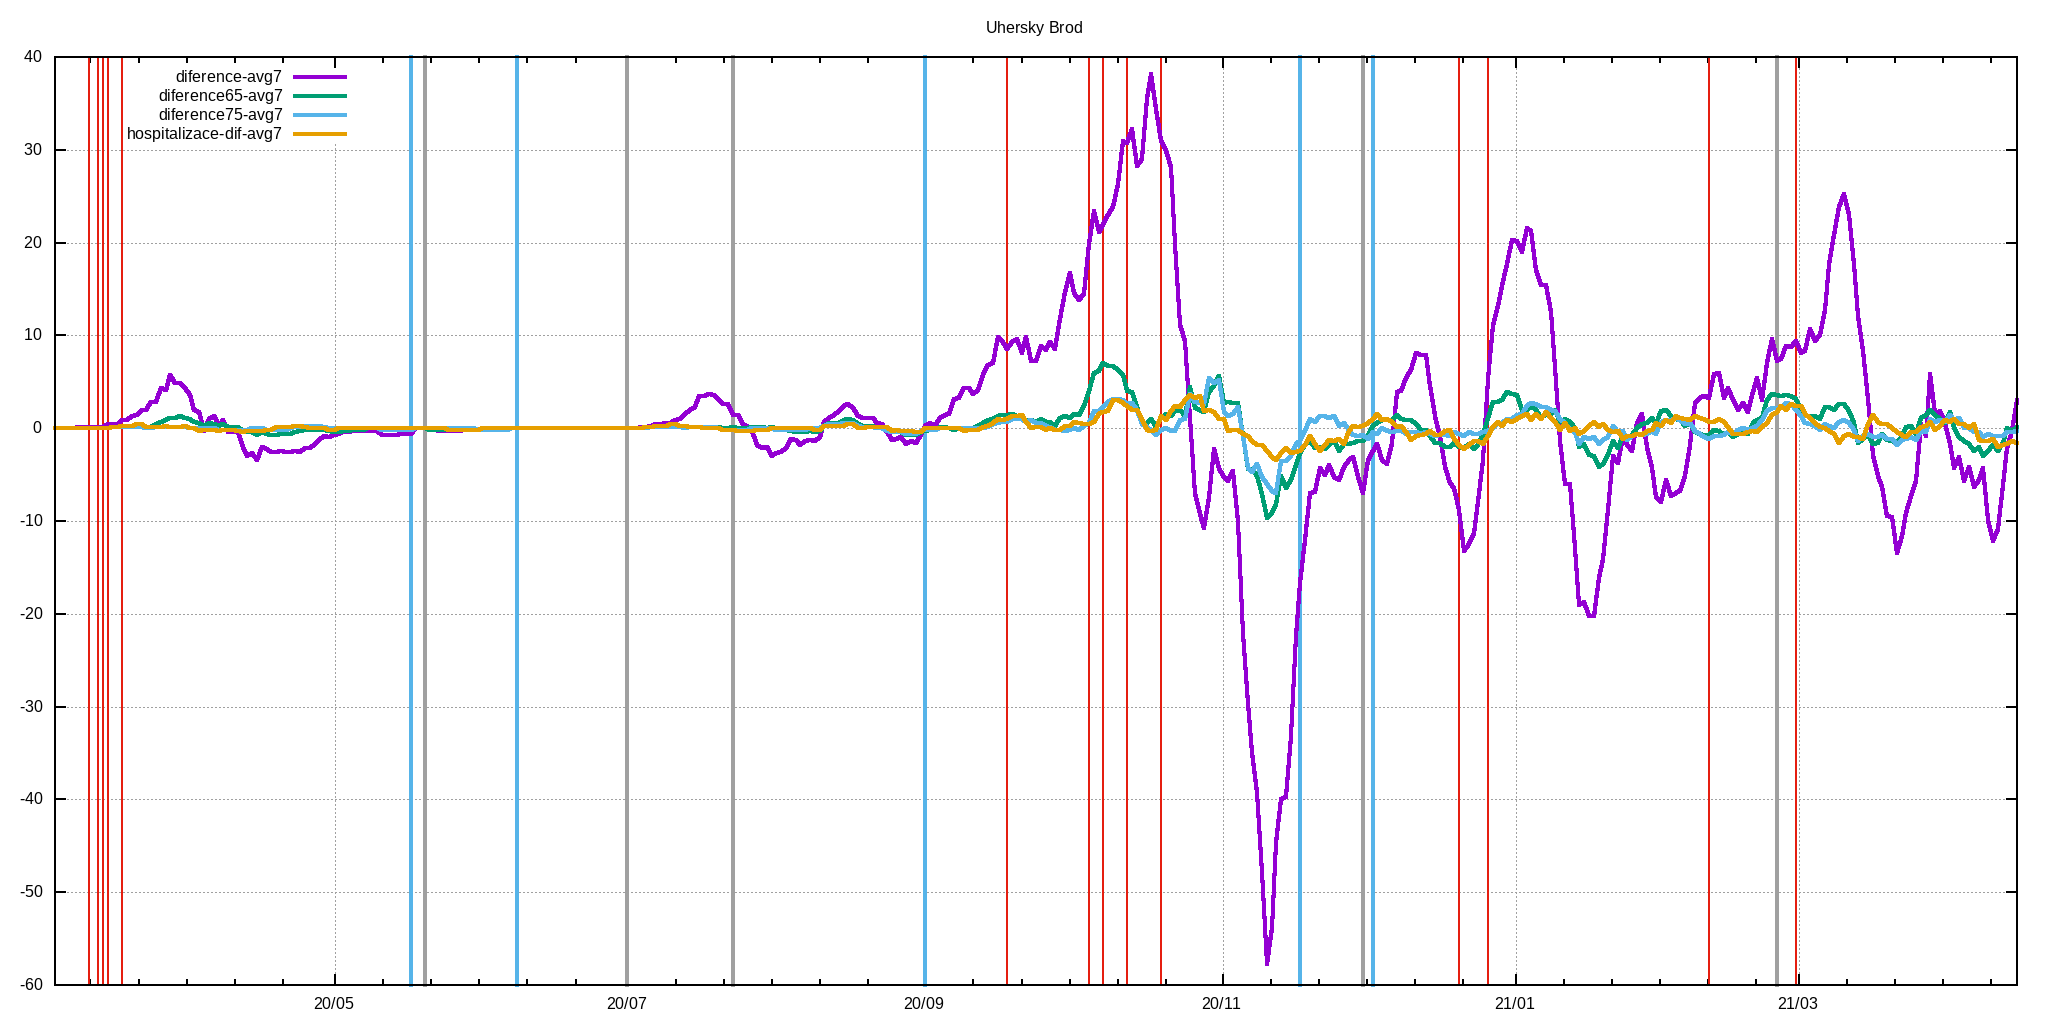 Uhersky Brod
diference-avg7
diference65-avg7
diference75-avg7
hospitalizace-dif-avg7
40
30
20
10
0
-10
-20
-30
-40
-50
-60
20/05 20/07 20/09 20/11 21/01 21/03